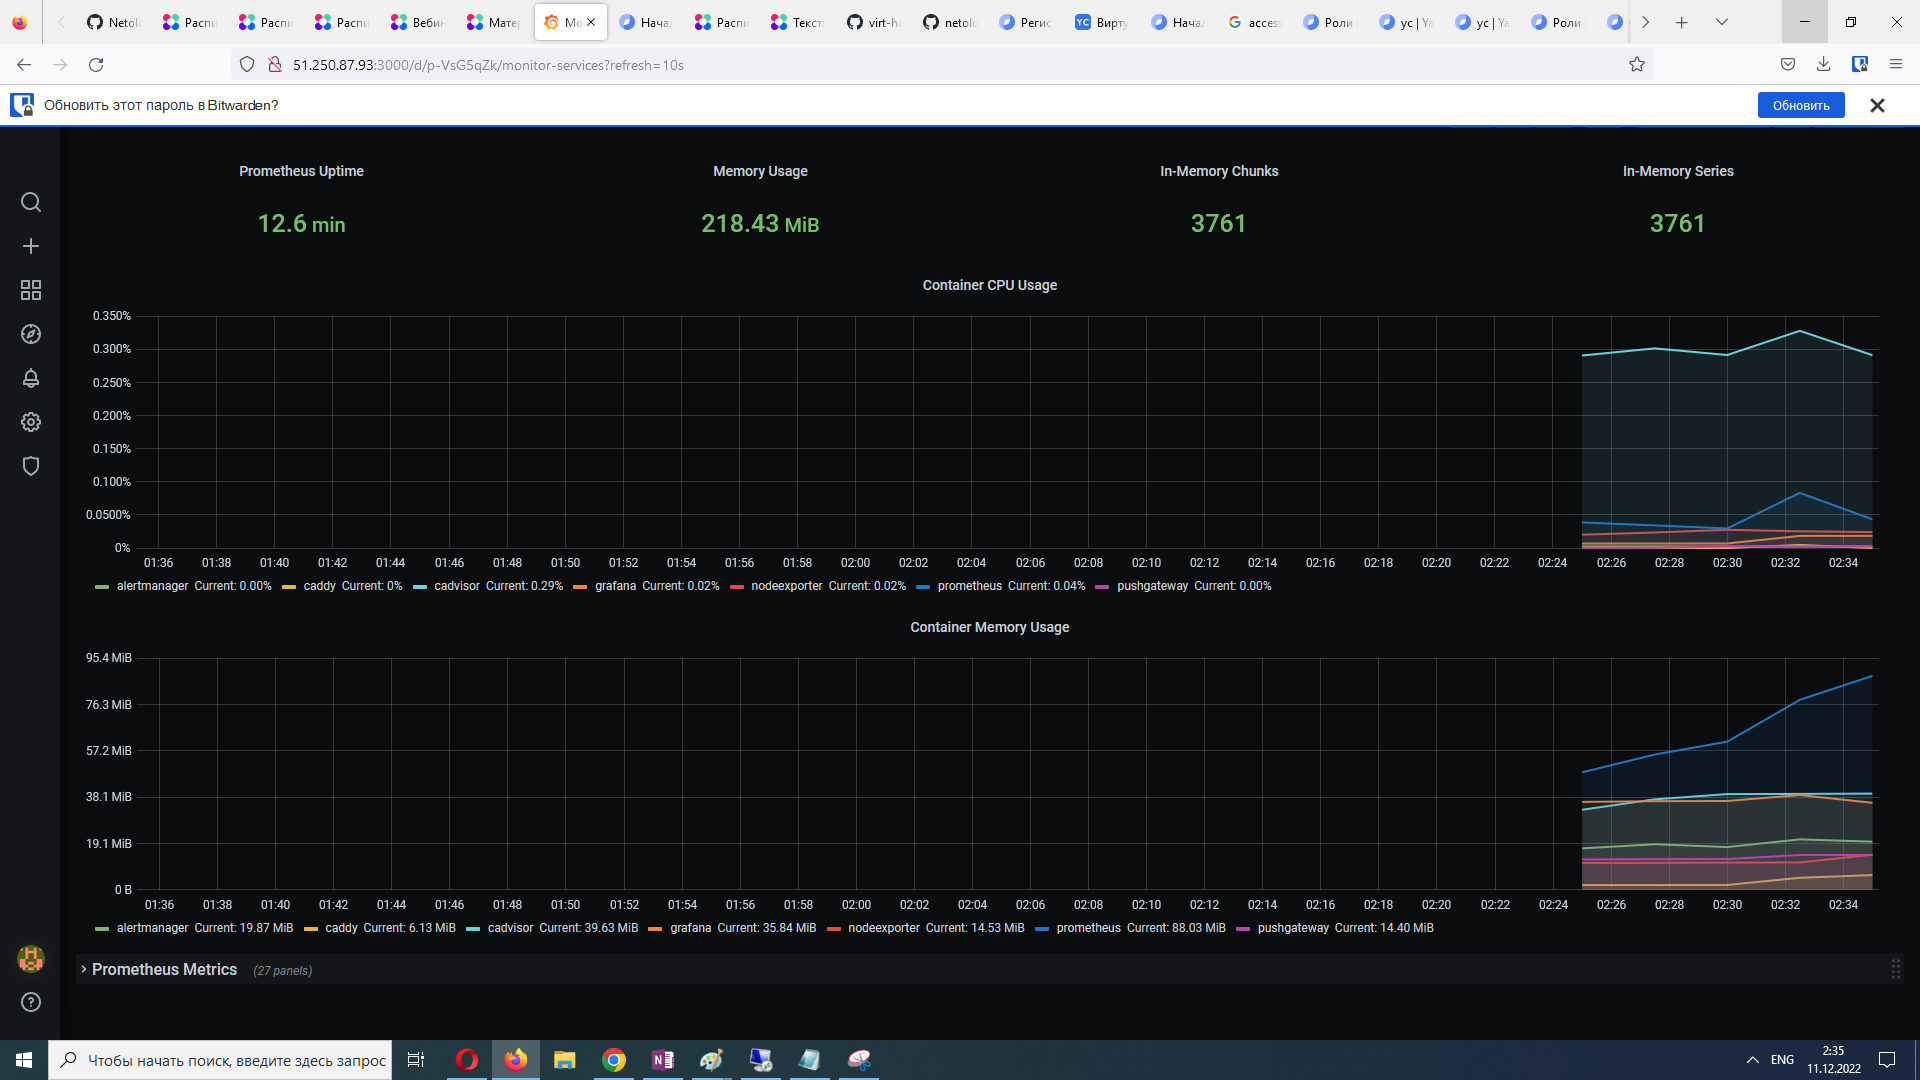 Netol
Распи
Распи
Распи
Вебин
Матер
Mo
Начал
Распи
Текст
virt-ho
netolo
Регис
YC Вирту
Начал
access
Роли
yc | Ya
yc | Ya
Роли
51.250.87.93:3000/d/p-VsG5qZk/monitor-services?refresh=10s
Обновить этот пароль в Bitwarden?
Обновить
Prometheus Uptime
Memory Usage
In-Memory Chunks
In-Memory Series
12.6 min
218.43 MiB
3761
3761
Container CPU Usage
0.350%
0.300%
0.250%
0.200%
0.150%
0.100%
0.0500%
0%
01:36 01:38 01:40 01:42 01:44 01:46 01:48 01:50 01:52 01:54 01:56 01:58 02:00 02:02 02:04 02:06 02:08 02:10 02:12 02:14 02:16 02:18 02:20 02:22 02:24 02:26 02:28 02:30 02:32 02:34
alertmanager Current: 0.00% caddy Current: 0% cadvisor Current: 0.29% grafana Current: 0.02% nodeexporter Current: 0.02% prometheus Current: 0.04% pushgateway Current: 0.00%
Container Memory Usage
95.4 MiB
76.3 MiB
57.2 MiB
38.1 MiB
19.1 MiB
0 B
01:36 01:38 01:40 01:42 01:44 01:46 01:48 01:50 01:52 01:54 01:56 01:58 02:00 02:02 02:04 02:06 02:08 02:10 02:12 02:14 02:16 02:18 02:20 02:22 02:24 02:26 02:28 02:30 02:32 02:34
alertmanager Current: 19.87 MiB caddy Current: 6.13 MiB cadvisor Current: 39.63 MiB grafana Current: 35.84 MiB nodeexporter Current: 14.53 MiB prometheus Current: 88.03 MiB pushgateway Current: 14.40 MiB
Prometheus Metrics (27 panels)
Чтобы начать поиск, введите здесь запрос
ENG
2:35
11.12.2022